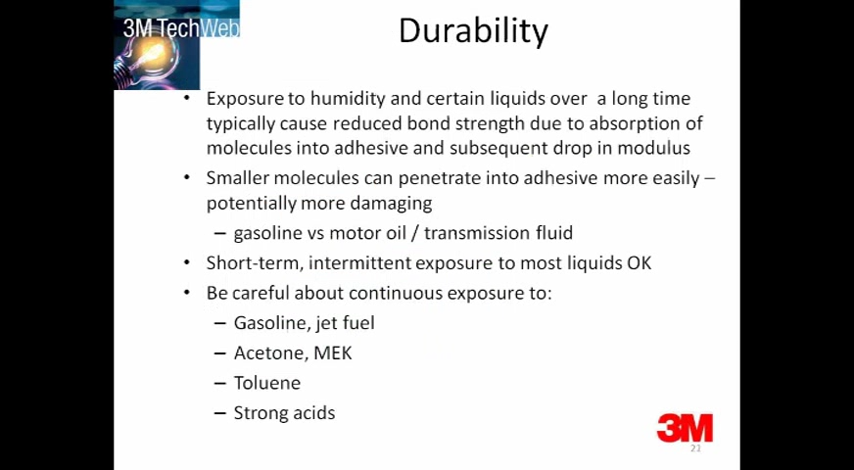 3M TechWeb
Durability
• Exposure to humidity and certain liquids over a long time
typically cause reduced bond strength due to absorption of
molecules into adhesive and subsequent drop in modulus
• Smaller molecules can penetrate into adhesive more easily –
potentially more damaging
– gasoline vs motor oil / transmission fluid
• Short-term, intermittent exposure to most liquids OK
• Be careful about continuous exposure to:
– Gasoline, jet fuel
– Acetone, MEK
– Toluene
– Strong acids
3M